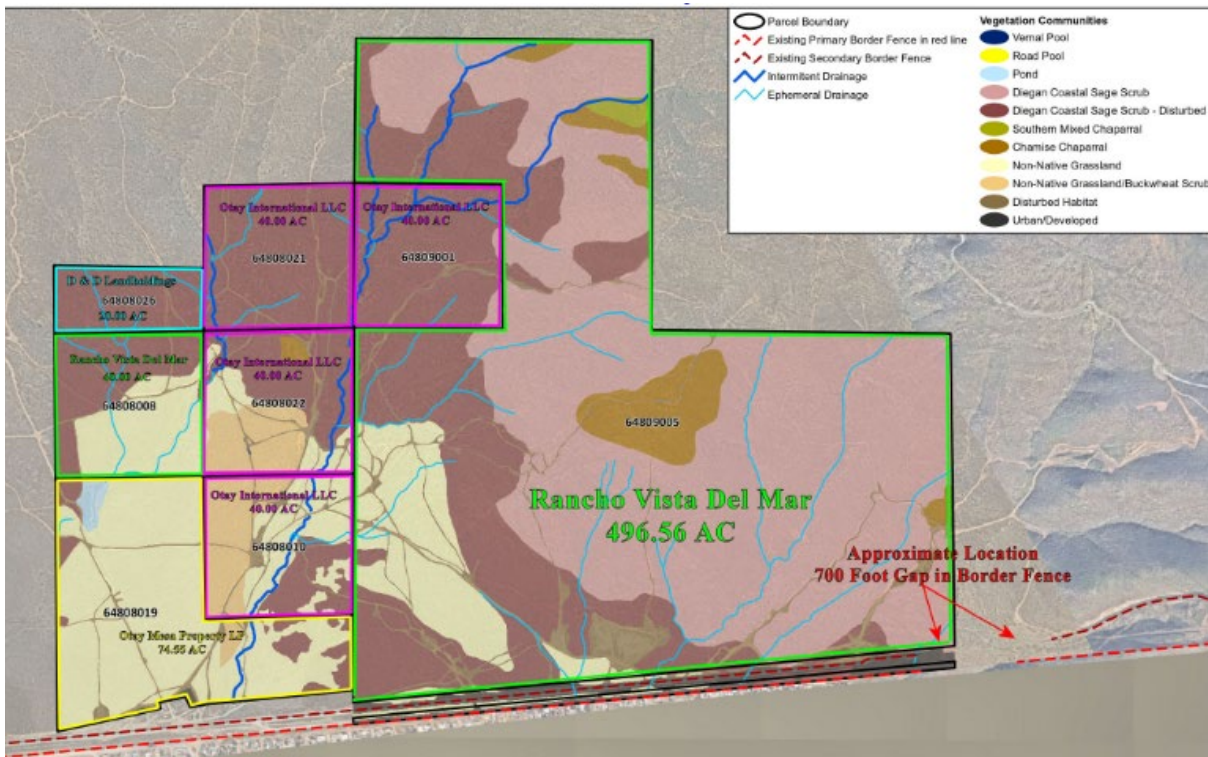 Parcel Boundary
Existing Primary Border Fence in red line
Existing Secondary Border Fence
Intermitent Drainage
Ephemeral Drainage
Vegetation Communities
Vernal Pool
Road Pool
Pond
Diegan Coastal Sage Scrub
Diegan Coastal Sage Scrub - Disturbed
Southern Mixed Chaparral
Chamise Chaparral
Non-Native Grassland
Non-Native Grassland/Buckwheat Scrub
Disturbed Habitat
Urban/Developed
Otay International LLC
40.00 AC
64808021
Otay International LLC
40.00 AC
64809001
D & D Landholdings
64808026
20.00 AC
Rancho Vista Del Mar
40.00 AC
64808008
Otay International LLC
40.00 AC
64808022
64809005
Otay International LLC
40.00 AC
64808010
Rancho Vista Del Mar
496.56 AC
Approximate Location
700 Foot Gap in Border Fence
64808019
Otay Mesa Property LP
74.55 AC